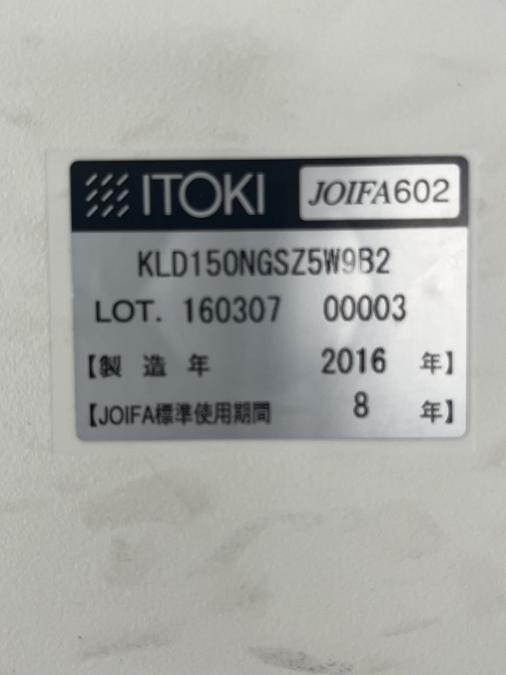 ITOKI JOIFA602
KLD150NGSZ5W9B2
LOT. 160307 00003
【製造年 2016 年】
【JOIFA標準使用期間 8 年】